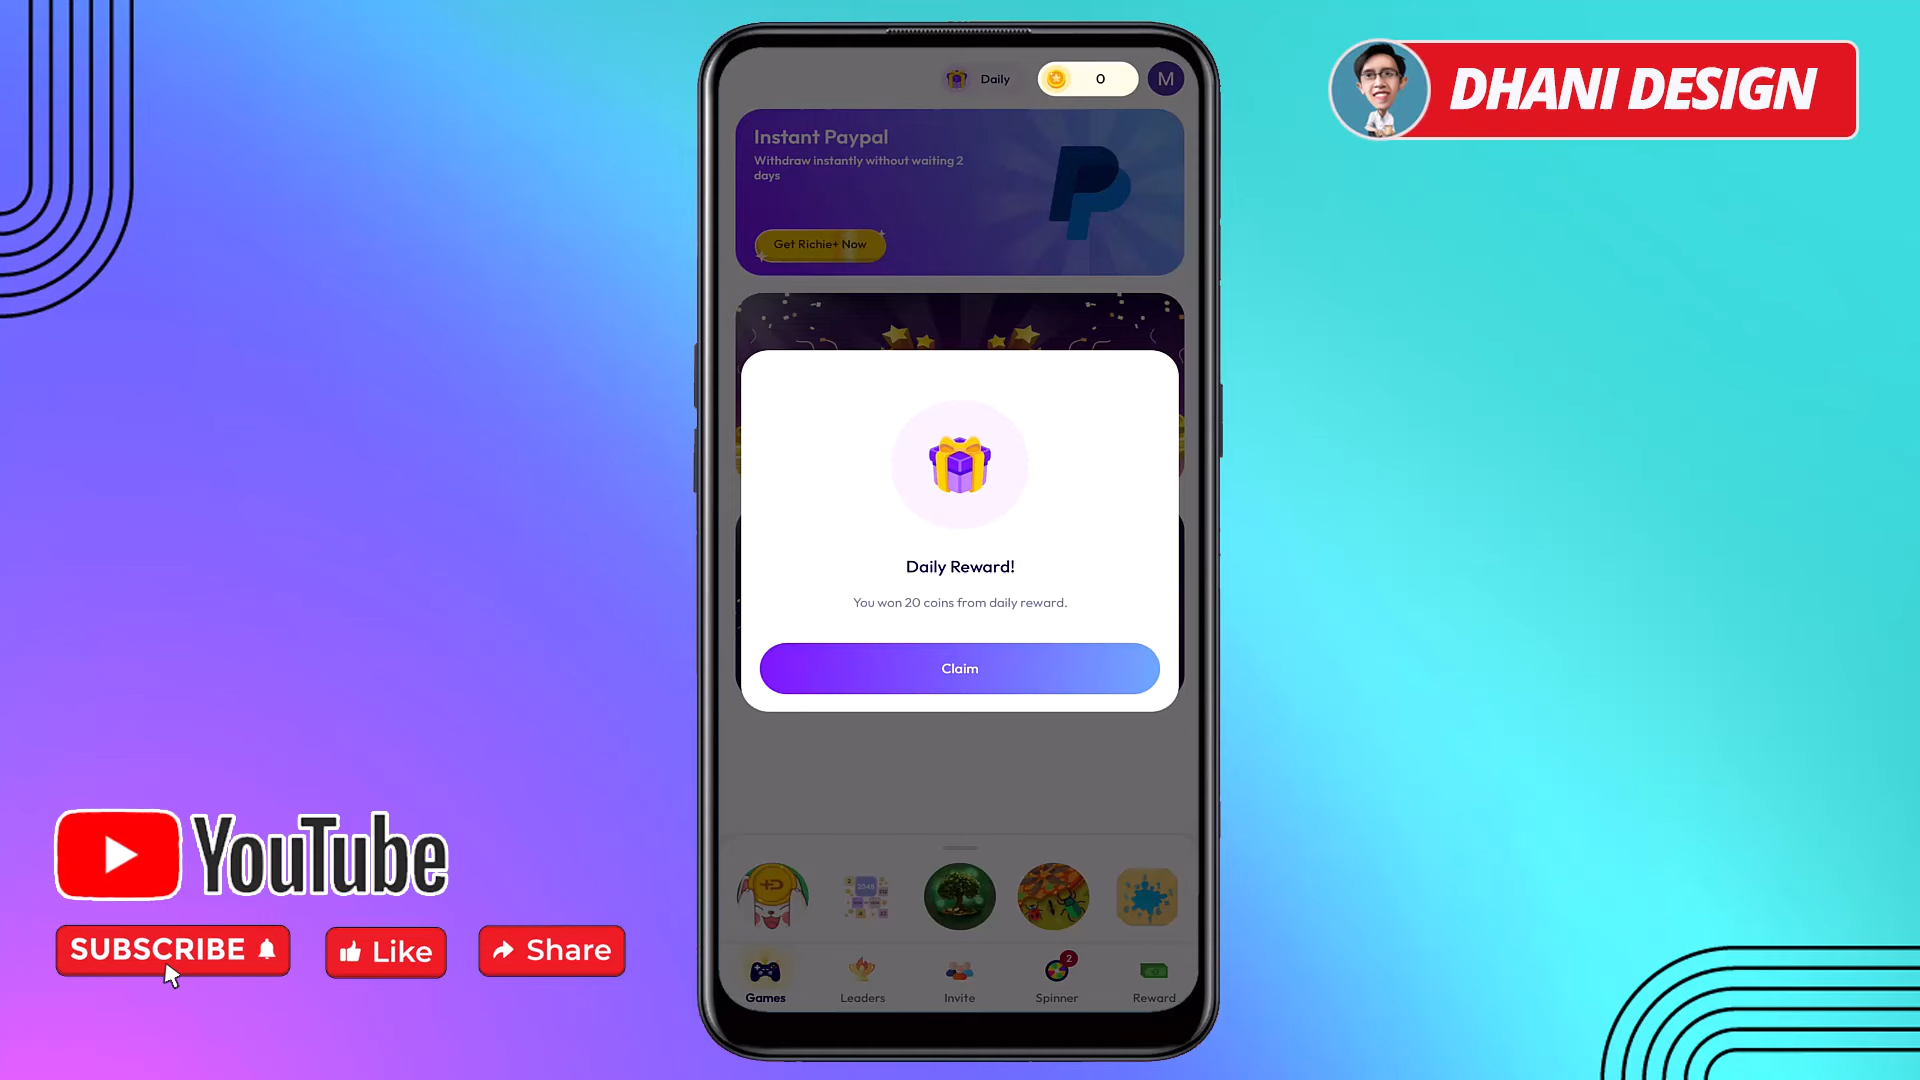 DHANI DESIGN
Daily
0
M
Instant Paypal
Withdraw instantly without waiting 2
days
Get Richie+ Now
Daily Reward!
You won 20 coins from daily reward.
Claim
2048
Games
Leaders
Invite
2
Spinner
Reward
YouTube
SUBSCRIBE
Like
Share